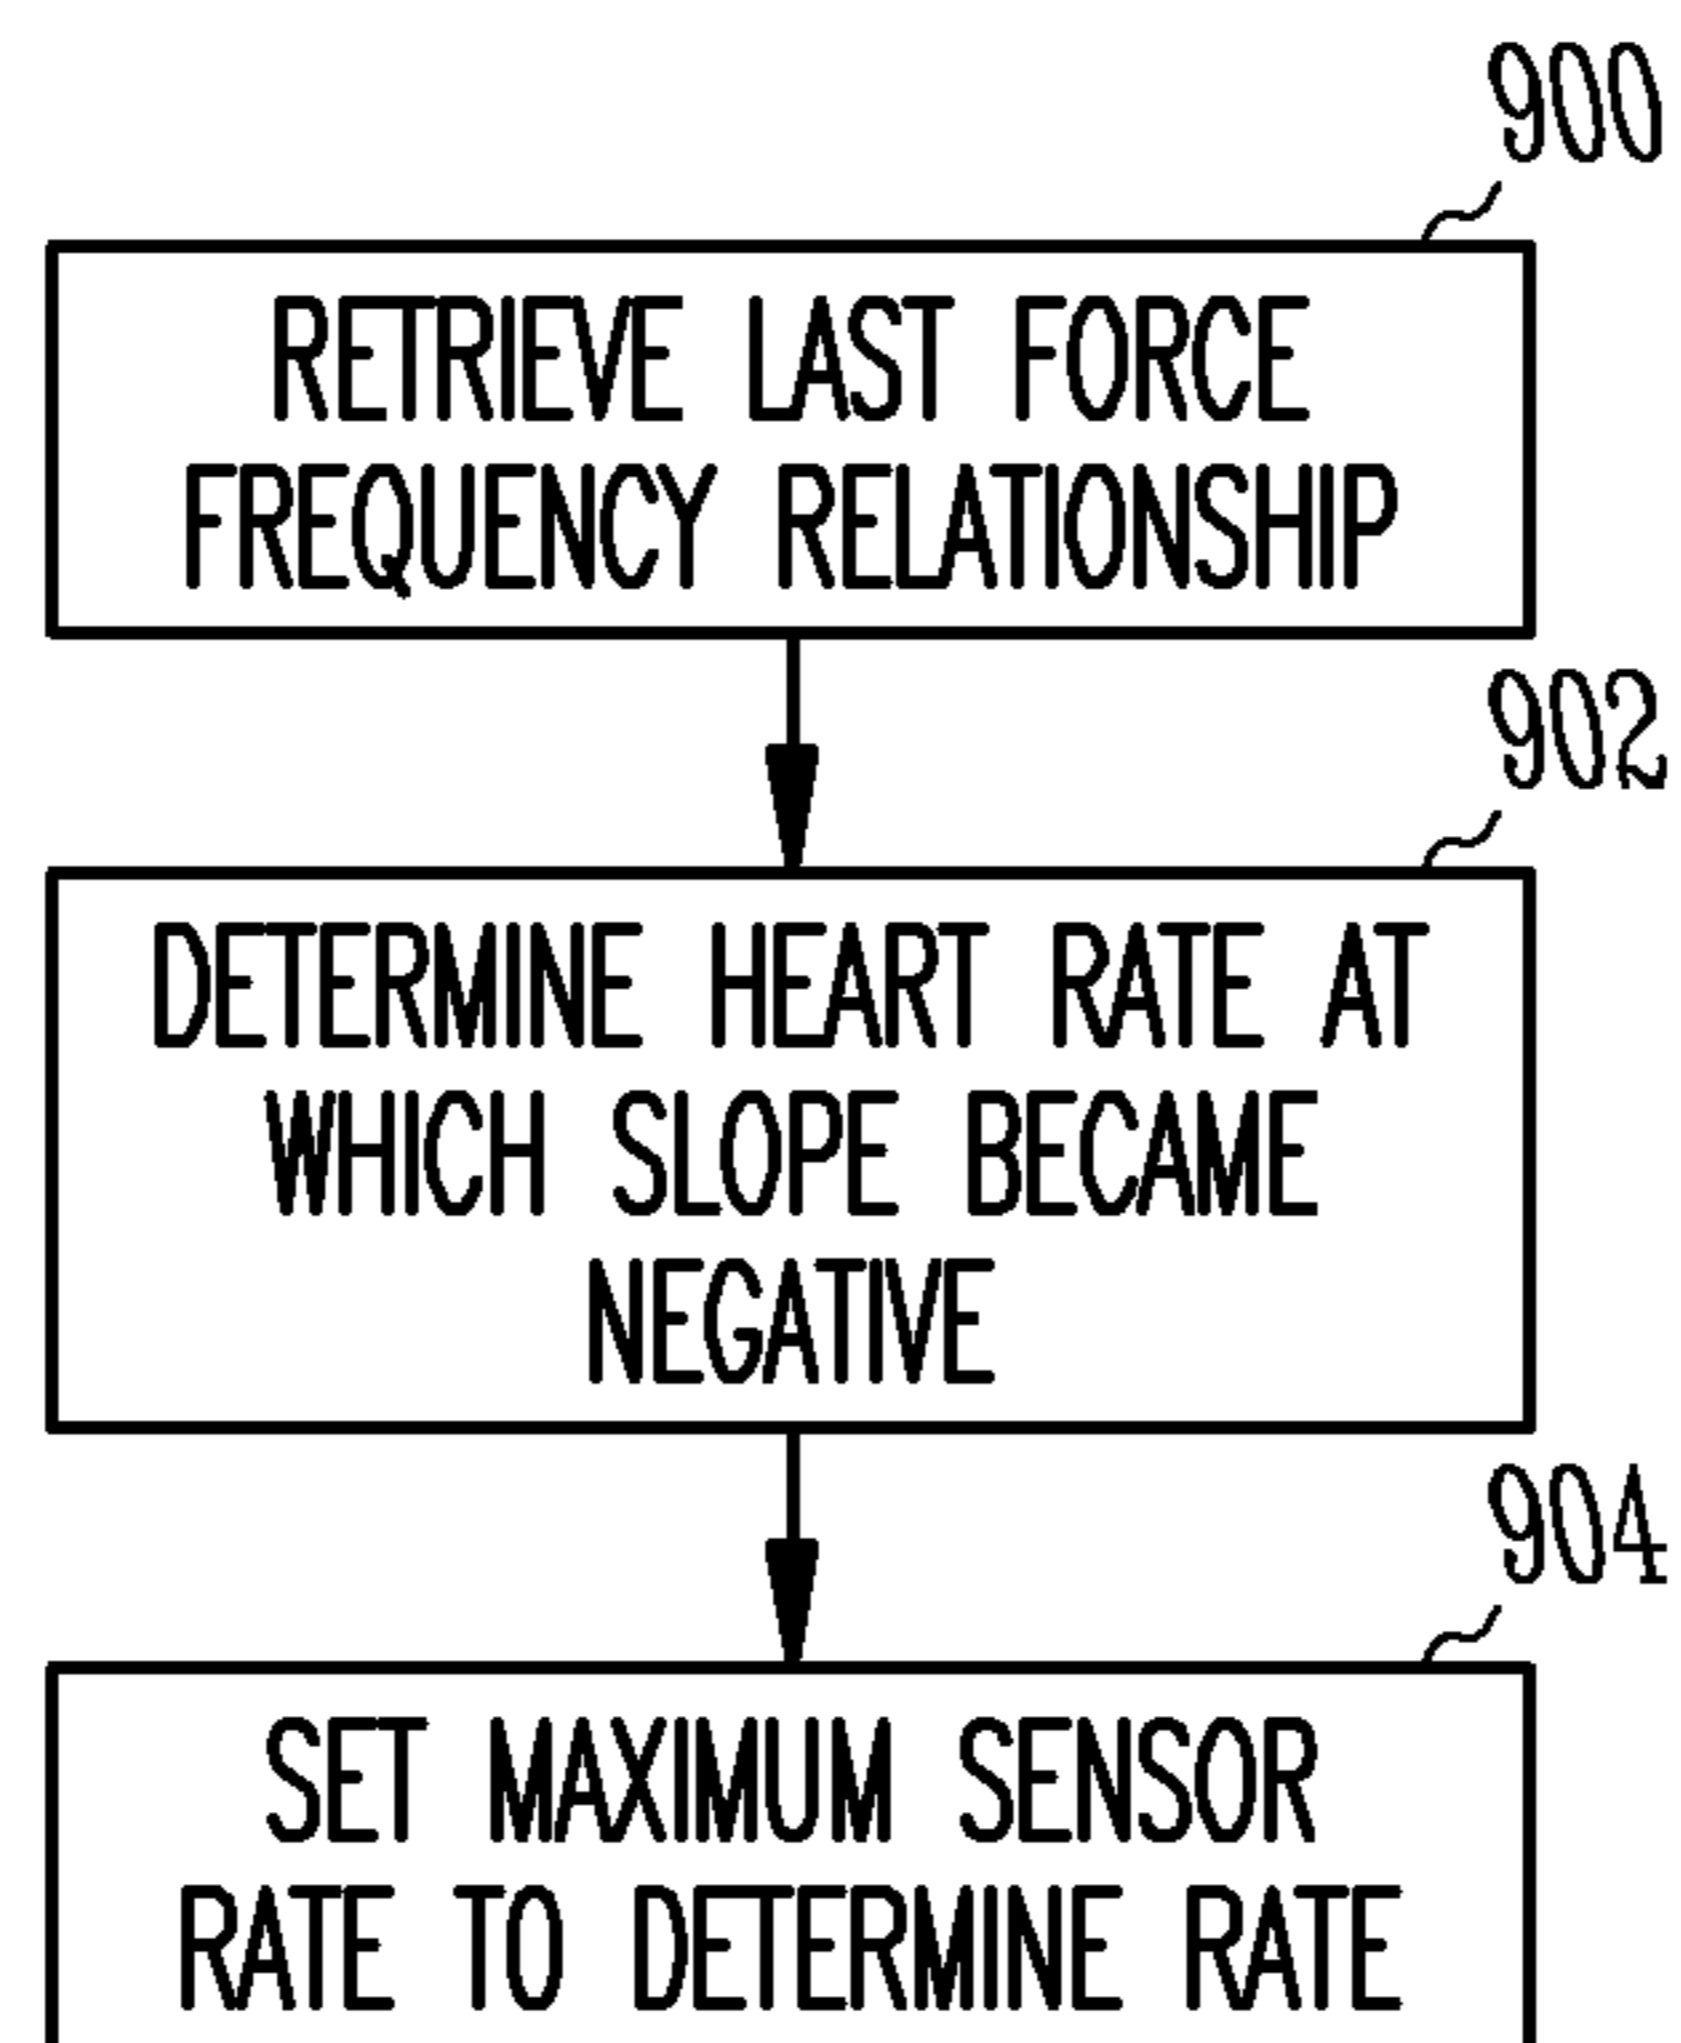 900
RETRIEVE LAST FORCE
FREQUENCY RELATIONSHIP
902
DETERMINE HEART RATE AT
WHICH SLOPE BECAME
NEGATIVE
904
SET MAXIMUM SENSOR
RATE TO DETERMINE RATE